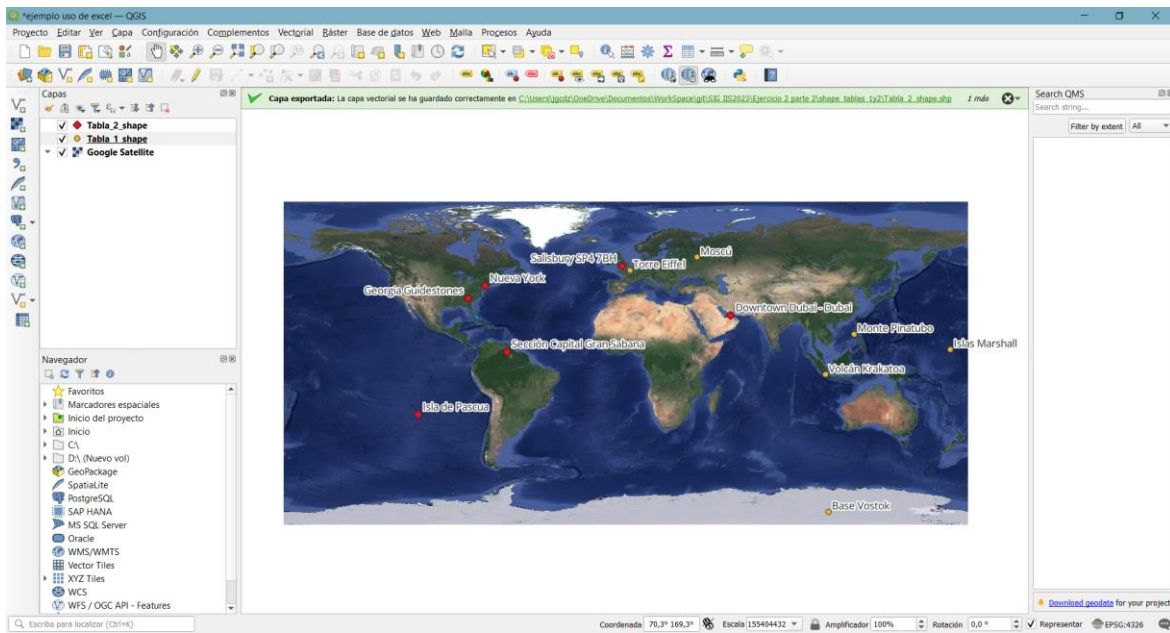 *ejemplo uso de excel — QGIS
Proyecto Editar Ver Capa Configuración Complementos Vectorial Ráster Base de datos Web Malla Procesos Ayuda
Capas
Tabla_2_shape
Tabla_1_shape
Google Satellite
Capa exportada: La capa vectorial se ha guardado correctamente en C:\Users\jgcdz\OneDrive\Documentos\WorkSpace\git\SIG_IIS2023\Ejercicio 2 parte 2\shape_tablas_1y2\Tabla_2_shape.shp
1 más
Search QMS
Search string...
Filter by extent All
Salisbury SP4 7BH
Torre Eiffel
Moscú
Nueva York
Georgia Guidestones
Downtown Dubai - Dubai
Monte Pinatubo
Islas Marshall
Sección Capital Gran Sabana
Volcán Krakatoa
Isla de Pascua
Base Vostok
Navegador
Favoritos
Marcadores espaciales
Inicio del proyecto
Inicio
C:\
D:\ (Nuevo vol)
GeoPackage
SpatiaLite
PostgreSQL
SAP HANA
MS SQL Server
Oracle
WMS/WMTS
Vector Tiles
XYZ Tiles
WCS
WFS / OGC API - Features
Download geodata for your project
Escriba para localizar (Ctrl+K)
Coordenada 70,3° 169,3° Escala 155404432 Amplificador 100% Rotación 0,0 ° Representar EPSG:4326